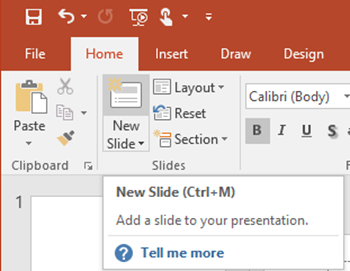 File Home Insert Draw Design
Paste
New
Slide
Layout
Reset
Section
Calibri (Body)
B I U S
Clipboard Slides
1
New Slide (Ctrl+M)
Add a slide to your presentation.
? Tell me more